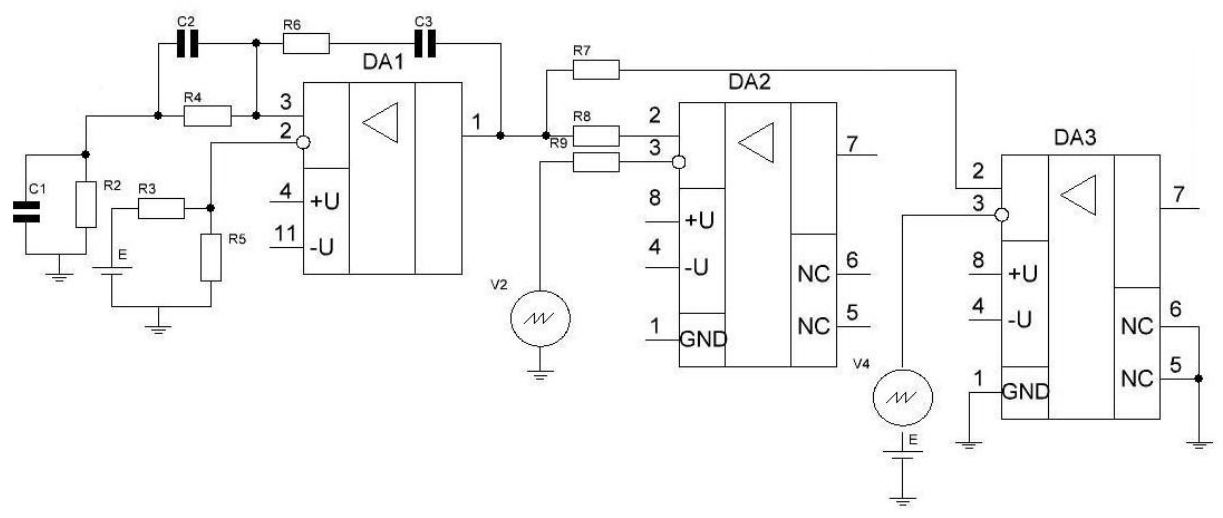 C2
R6
C3
R7
DA1
DA2
R4
3
2
1
R8
2
R9
3
7
DA3
C1
R2
R3
R5
4
+U
11
-U
E
8
+U
4
-U
1
GND
NC
6
NC
5
V2
2
3
7
8
+U
4
-U
1
GND
NC
6
NC
5
V4
E